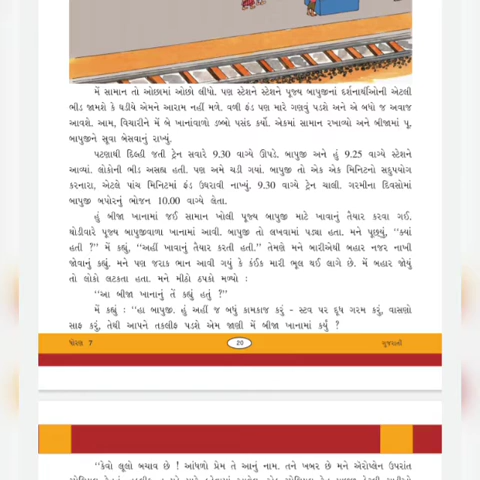 મેં સામાન તો ઓછામાં ઓછો લીધો. પણ સ્ટેશને સ્ટેશને પૂજ્ય બાપુજીનાં દર્શનાર્થીઓની એટલી
ભીડ જામશે કે ઘડીયે એમને આરામ નહીં મળે. વળી ફંડ પણ મારે ગણવું પડશે અને એ બધો જ અવાજ
આવશે. આમ, વિચારીને મેં બે ખાનાંવાળો ડબ્બો પસંદ કર્યો. એકમાં સામાન રખાવ્યો અને બીજામાં પૂ.
બાપુજીને સૂવા બેસવાનું રાખ્યું.
પટણાથી દિલ્હી જતી ટ્રેન સવારે 9.30 વાગ્યે ઊપડે. બાપુજી અને હું 9.25 વાગ્યે સ્ટેશને
આવ્યાં. લોકોની ભીડ અસહ્ય હતી. પણ અમે ચડી ગયાં. બાપુજી તો એક એક મિનિટનો સદુપયોગ
કરનારા, એટલે પાંચ મિનિટમાં ફંડ ઉઘરાવી નાખ્યું. 9.30 વાગ્યે ટ્રેન ચાલી. ગરમીના દિવસોમાં
બાપુજી બપોરનું ભોજન 10.00 વાગ્યે લેતા.
હું બીજા ખાનામાં જઈ સામાન ખોલી પૂજ્ય બાપુજી માટે ખાવાનું તૈયાર કરવા ગઈ.
થોડીવારે પૂજ્ય બાપુજીવાળા ખાનામાં આવી. બાપુજી તો લખવામાં પડ્યા હતા. મને પૂછ્યું, “ક્યાં
હતી ?” મેં કહ્યું, “અહીં ખાવાનું તૈયાર કરતી હતી.” તેમણે મને બારીએથી બહાર નજર નાખી
જોવાનું કહ્યું. મને પણ જરાક ભાન આવી ગયું કે કંઈક મારી ભૂલ થઈ લાગે છે. મેં બહાર જોયું
તો લોકો લટકતા હતા. મને મીઠો ઠપકો મળ્યો :
“આ બીજા ખાનાનું તેં કહ્યું હતું ?”
મેં કહ્યું : “હા બાપુજી. હું અહીં જ બધું કામકાજ કરું - સ્ટવ પર દૂધ ગરમ કરું, વાસણો
સાફ કરું, તેથી આપને તકલીફ પડશે એમ જાણી મેં બીજા ખાનામાં કર્યું ?
ધોરણ 7
20
ગુજરાતી
“કેવો લૂલો બચાવ છે ! આંધળો પ્રેમ તે આનું નામ. તને ખબર છે મને એરોપ્લેન ઉપરાંત